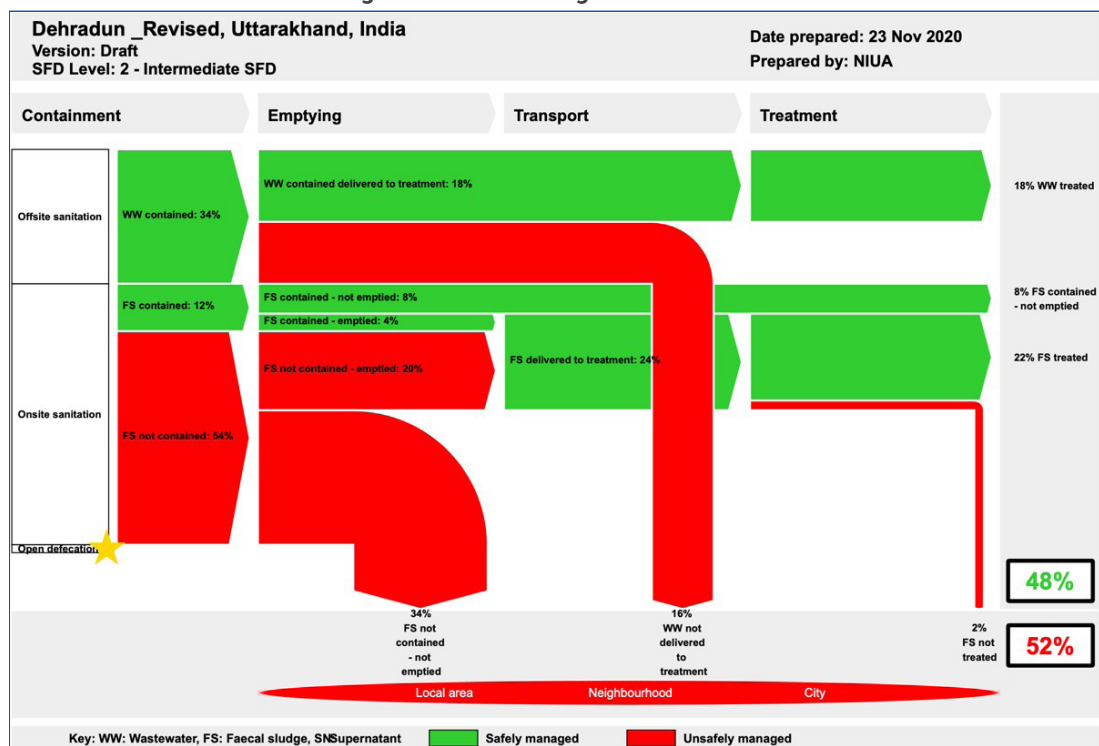 Dehradun _Revised, Uttarakhand, India
Version: Draft
SFD Level: 2 - Intermediate SFD
Date prepared: 23 Nov 2020
Prepared by: NIUA
Containment
Emptying
Transport
Treatment
Offsite sanitation
WW contained: 34%
WW contained delivered to treatment: 18%
18% WW treated
FS contained: 12%
FS contained - not emptied: 8%
8% FS contained
- not emptied
FS contained - emptied: 4%
FS not contained - emptied: 20%
FS delivered to treatment: 24%
22% FS treated
Onsite sanitation
FS not contained: 54%
Open defecation
48%
34%
FS not
contained
- not
emptied
16%
WW not
delivered
to
treatment
2%
FS not
treated
52%
Local area
Neighbourhood
City
Key: WW: Wastewater, FS: Faecal sludge, SN: Supernatant
Safely managed
Unsafely managed